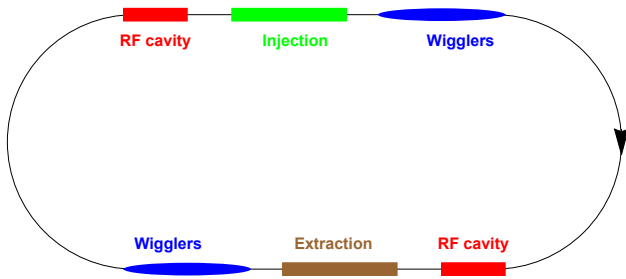 RF cavity
Injection
Wigglers
Wigglers
Extraction
RF cavity